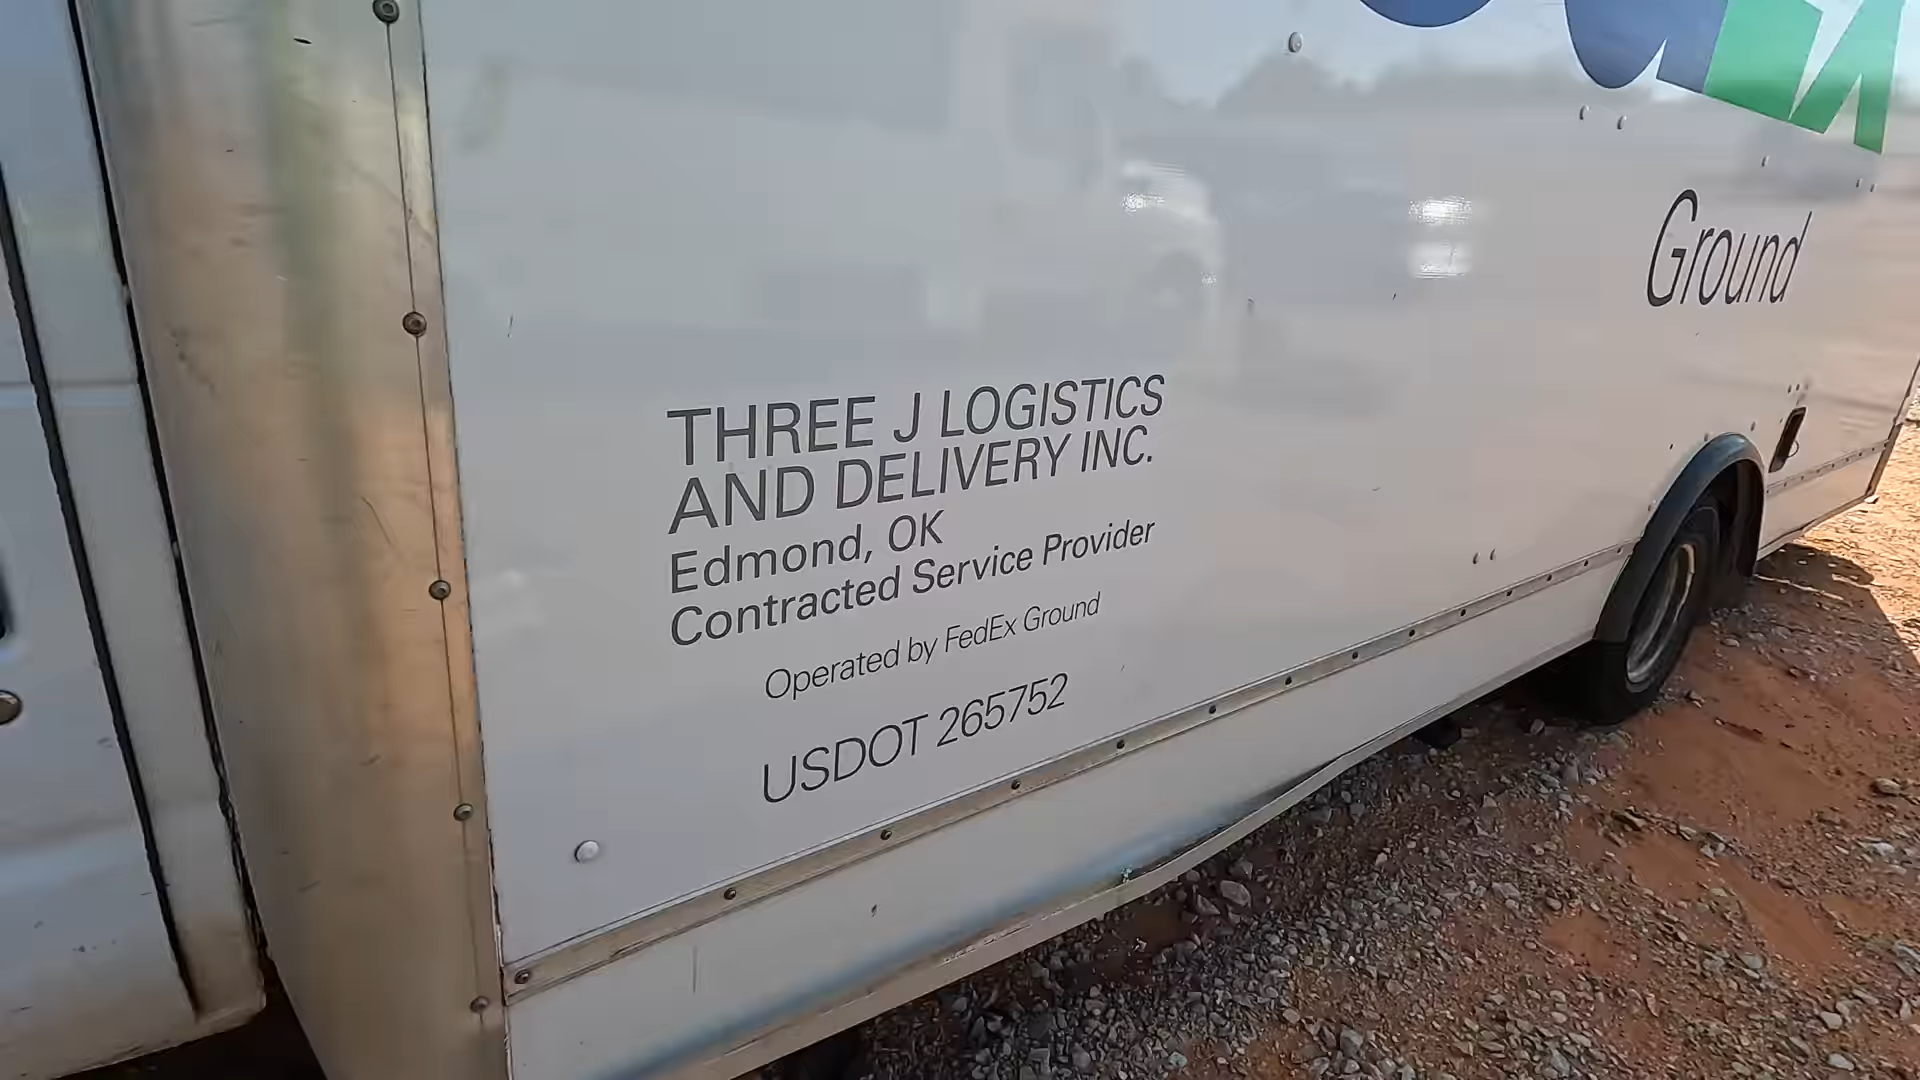 Ground
THREE J LOGISTICS
AND DELIVERY INC.
Edmond, OK
Contracted Service Provider
Operated by FedEx Ground
USDOT 265752